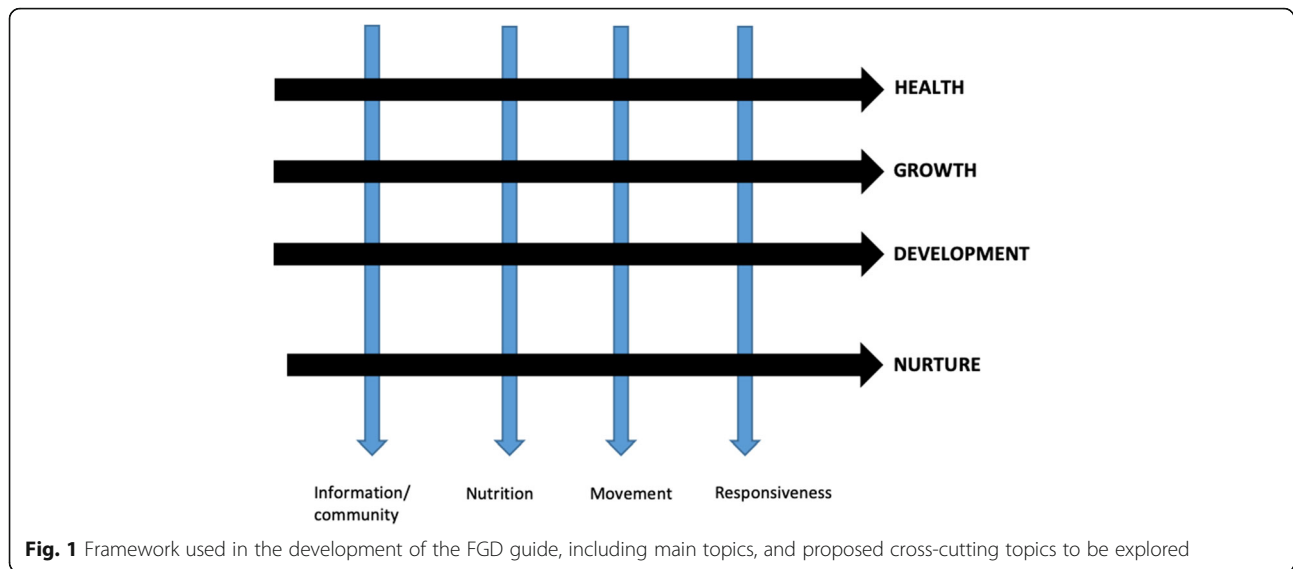 HEALTH
GROWTH
DEVELOPMENT
NURTURE
Information/
community
Nutrition
Movement
Responsiveness
Fig. 1 Framework used in the development of the FGD guide, including main topics, and proposed cross-cutting topics to be explored